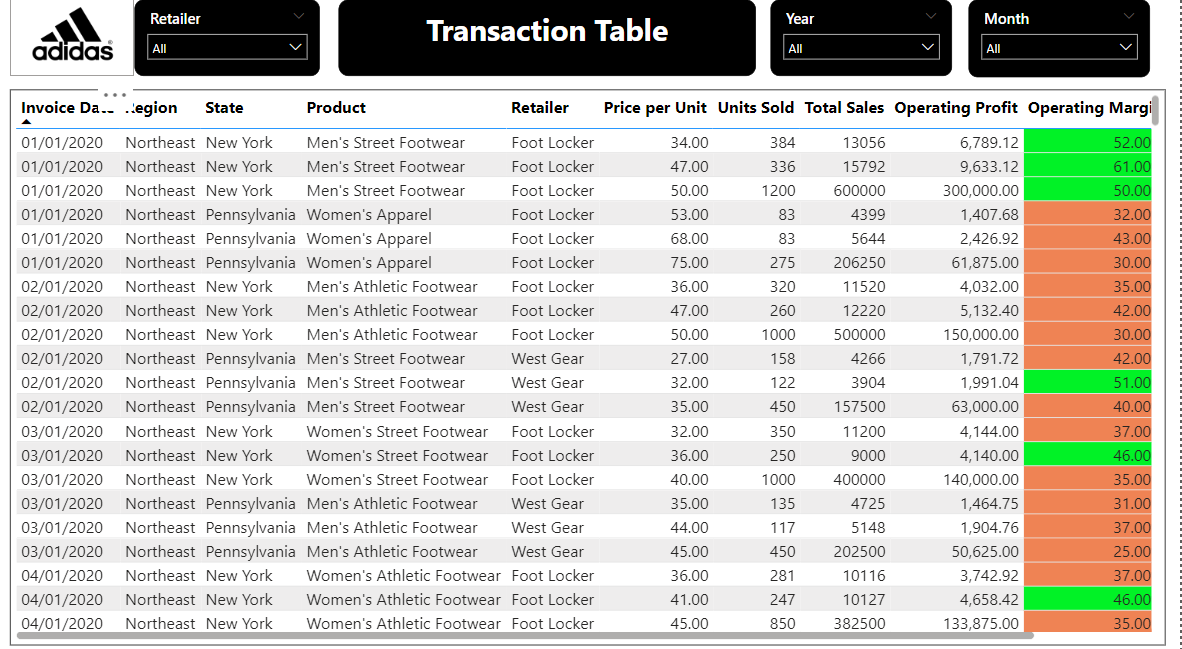 adidas
Retailer
All
Transaction Table
Year
All
Month
All
Invoice Date Region State Product Retailer Price per Unit Units Sold Total Sales Operating Profit Operating Margi
01/01/2020 Northeast New York Men's Street Footwear Foot Locker 34.00 384 13056 6,789.12 52.00
01/01/2020 Northeast New York Men's Street Footwear Foot Locker 47.00 336 15792 9,633.12 61.00
01/01/2020 Northeast New York Men's Street Footwear Foot Locker 50.00 1200 600000 300,000.00 50.00
01/01/2020 Northeast Pennsylvania Women's Apparel Foot Locker 53.00 83 4399 1,407.68 32.00
01/01/2020 Northeast Pennsylvania Women's Apparel Foot Locker 68.00 83 5644 2,426.92 43.00
01/01/2020 Northeast Pennsylvania Women's Apparel Foot Locker 75.00 275 206250 61,875.00 30.00
02/01/2020 Northeast New York Men's Athletic Footwear Foot Locker 36.00 320 11520 4,032.00 35.00
02/01/2020 Northeast New York Men's Athletic Footwear Foot Locker 47.00 260 12220 5,132.40 42.00
02/01/2020 Northeast New York Men's Athletic Footwear Foot Locker 50.00 1000 500000 150,000.00 30.00
02/01/2020 Northeast Pennsylvania Men's Street Footwear West Gear 27.00 158 4266 1,791.72 42.00
02/01/2020 Northeast Pennsylvania Men's Street Footwear West Gear 32.00 122 3904 1,991.04 51.00
02/01/2020 Northeast Pennsylvania Men's Street Footwear West Gear 35.00 450 157500 63,000.00 40.00
03/01/2020 Northeast New York Women's Street Footwear Foot Locker 32.00 350 11200 4,144.00 37.00
03/01/2020 Northeast New York Women's Street Footwear Foot Locker 36.00 250 9000 4,140.00 46.00
03/01/2020 Northeast New York Women's Street Footwear Foot Locker 40.00 1000 400000 140,000.00 35.00
03/01/2020 Northeast Pennsylvania Men's Athletic Footwear West Gear 35.00 135 4725 1,464.75 31.00
03/01/2020 Northeast Pennsylvania Men's Athletic Footwear West Gear 44.00 117 5148 1,904.76 37.00
03/01/2020 Northeast Pennsylvania Men's Athletic Footwear West Gear 45.00 450 202500 50,625.00 25.00
04/01/2020 Northeast New York Women's Athletic Footwear Foot Locker 36.00 281 10116 3,742.92 37.00
04/01/2020 Northeast New York Women's Athletic Footwear Foot Locker 41.00 247 10127 4,658.42 46.00
04/01/2020 Northeast New York Women's Athletic Footwear Foot Locker 45.00 850 382500 133,875.00 35.00